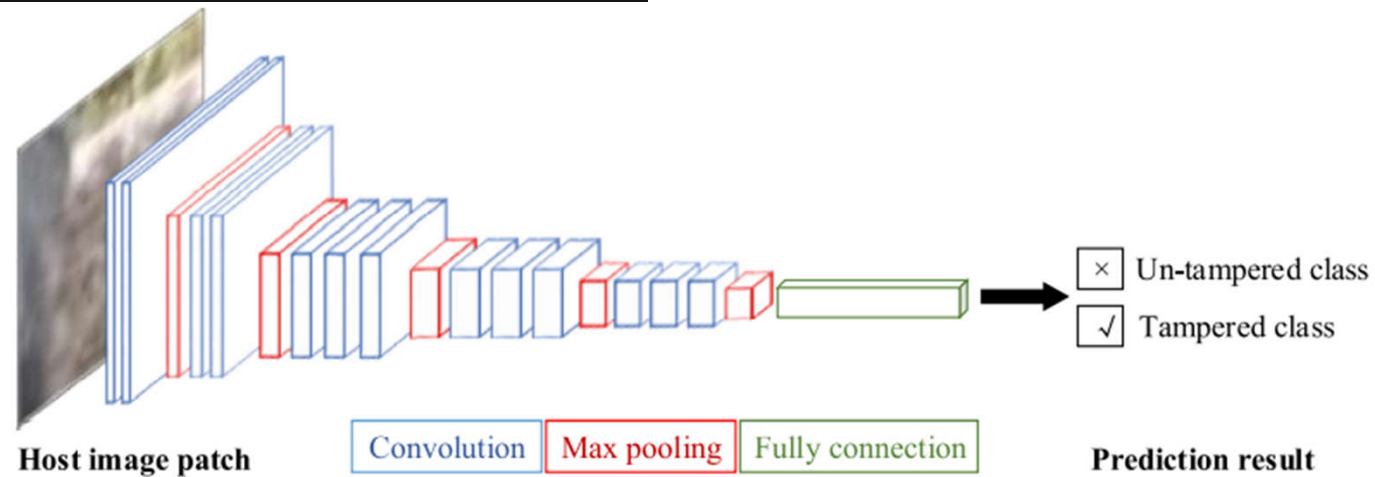 × Un-tampered class
√ Tampered class
Convolution Max pooling Fully connection
Host image patch Prediction result